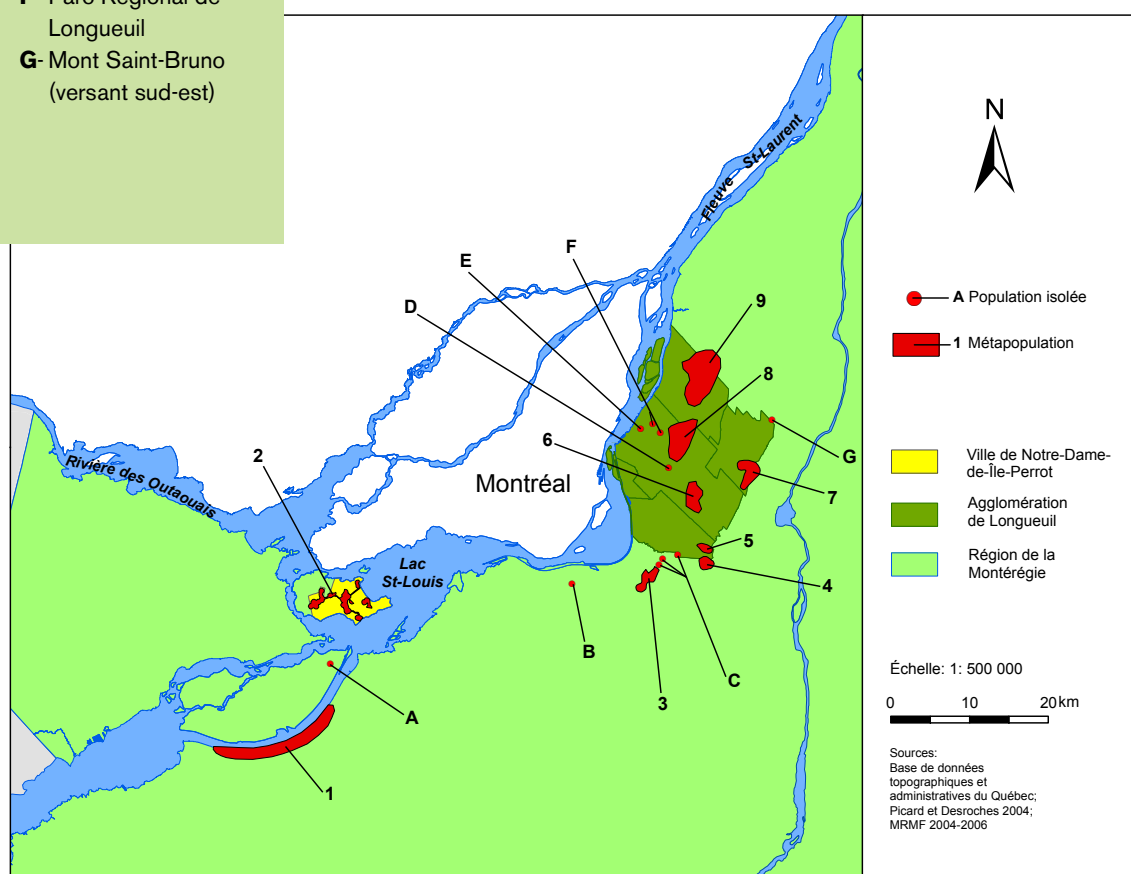 Longueuil
G- Mont Saint-Bruno
(versant sud-est)
Fleuve St-Laurent
N
F
E
D
9
8
A Population isolée
1 Métapopulation
6
2
Rivière des Outaouais
Montréal
G
7
Ville de Notre-Dame-
de-Île-Perrot
Agglomération
de Longueuil
Région de la
Montérégie
5
4
Lac
St-Louis
B
C
3
A
1
Échelle: 1: 500 000
0 10 20 km
Sources:
Base de données
topographiques et
administratives du Québec;
Picard et Desroches 2004;
MRMF 2004-2006